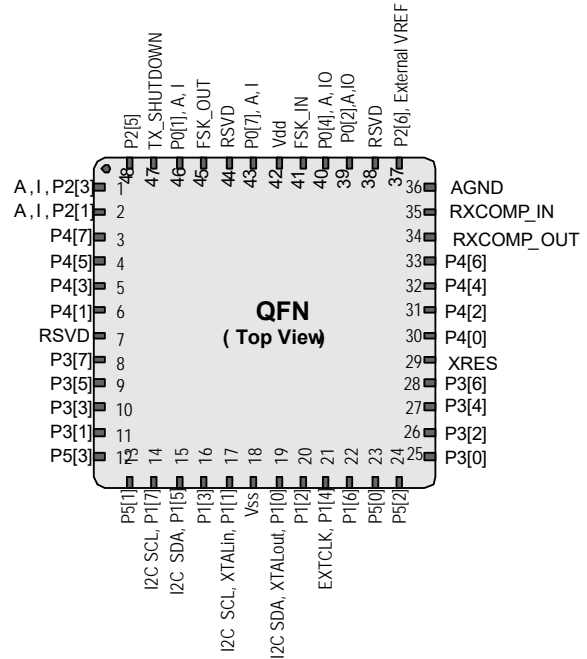 P2[5]
TX_SHUTDOWN
P0[1], A, I
FSK_OUT
RSVD
P0[7], A, I
Vdd
FSK_IN
P0[4], A, IO
P0[2],A,IO
RSVD
P2[6], External VREF
48
47
46
45
44
43
42
41
40
39
38
37
A, I, P2[3]
1
A, I, P2[1]
2
P4[7]
3
P4[5]
4
P4[3]
5
P4[1]
6
RSVD
7
P3[7]
8
P3[5]
9
P3[3]
10
P3[1]
11
P5[3]
12
QFN
( Top View)
36
AGND
35
RXCOMP_IN
34
RXCOMP_OUT
33
P4[6]
32
P4[4]
31
P4[2]
30
P4[0]
29
XRES
28
P3[6]
27
P3[4]
26
P3[2]
25
P3[0]
13
14
15
16
17
18
19
20
21
22
23
24
P5[1]
I2C SCL, P1[7]
I2C SDA, P1[5]
P1[3]
I2C SCL, XTALin, P1[1]
Vss
I2C SDA, XTALout, P1[0]
P1[2]
EXTCLK, P1[4]
P1[6]
P5[0]
P5[2]